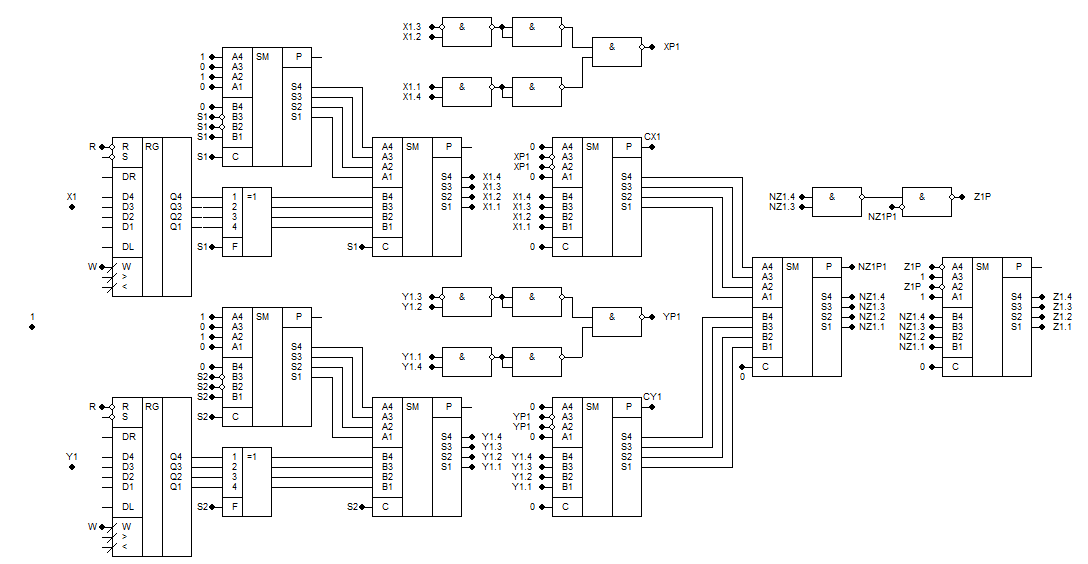 X1.3
X1.2
&
&
&
XP1
X1.1
X1.4
&
&
1
0
1
0
A4
A3
A2
A1
SM
P
0
S1
S1
S1
B4
B3
B2
B1
S4
S3
S2
S1
S1
C
R
R
S
RG
DR
X1
D4
D3
D2
D1
Q4
Q3
Q2
Q1
DL
W
W
>
<
1
2
3
4
=1
S1
F
A4
A3
A2
A1
SM
P
B4
B3
B2
B1
S4
S3
S2
S1
X1.4
X1.3
X1.2
X1.1
S1
C
0
XP1
XP1
0
A4
A3
A2
A1
SM
P
CX1
X1.4
X1.3
X1.2
X1.1
B4
B3
B2
B1
S4
S3
S2
S1
0
C
NZ1.4
NZ1.3
&
&
NZ1P1
Z1P
A4
A3
A2
A1
SM
P
NZ1P1
B4
B3
B2
B1
S4
S3
S2
S1
NZ1.4
NZ1.3
NZ1.2
NZ1.1
C
0
Z1P
1
Z1P
1
A4
A3
A2
A1
SM
P
NZ1.4
NZ1.3
NZ1.2
NZ1.1
B4
B3
B2
B1
S4
S3
S2
S1
Z1.4
Z1.3
Z1.2
Z1.1
0
C
1
Y1.3
Y1.2
&
&
&
YP1
Y1.1
Y1.4
&
&
1
0
1
0
A4
A3
A2
A1
SM
P
0
S2
S2
S2
B4
B3
B2
B1
S4
S3
S2
S1
S2
C
R
R
S
RG
DR
Y1
D4
D3
D2
D1
Q4
Q3
Q2
Q1
DL
W
W
>
<
1
2
3
4
=1
S2
F
A4
A3
A2
A1
SM
P
B4
B3
B2
B1
S4
S3
S2
S1
Y1.4
Y1.3
Y1.2
Y1.1
S2
C
0
YP1
YP1
0
A4
A3
A2
A1
SM
P
CY1
Y1.4
Y1.3
Y1.2
Y1.1
B4
B3
B2
B1
S4
S3
S2
S1
0
C